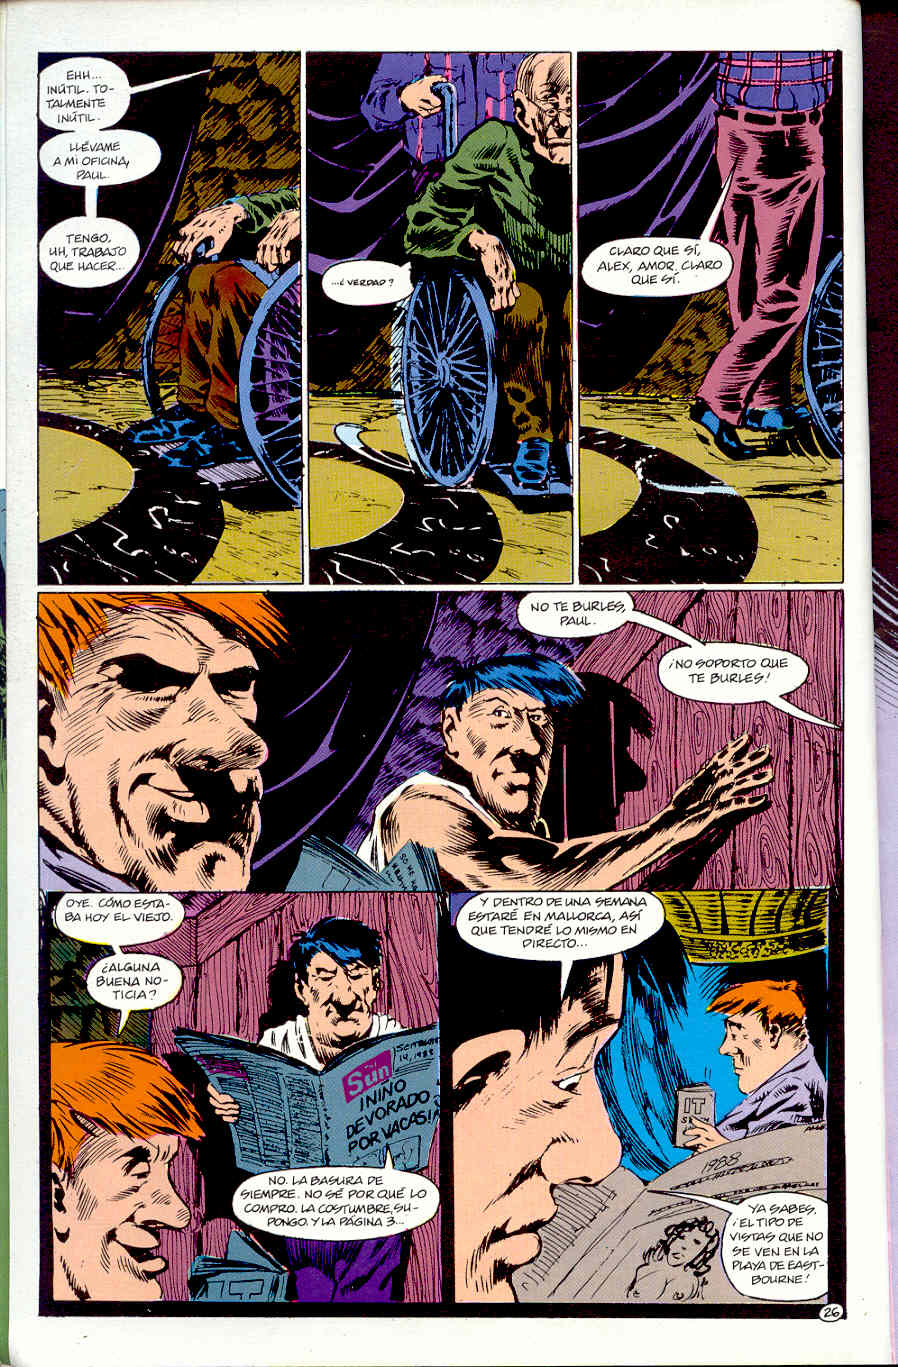 EHH...
INÚTIL. TO-
TALMENTE
INÚTIL.
LLÉVAME
A MI OFICINA,
PAUL.
TENGO,
UH, TRABAJO
QUE HACER...
...¿VERDAD?
CLARO QUE SÍ,
ALEX, AMOR. CLARO
QUE SÍ.
NO TE BURLES,
PAUL.
¡NO SOPORTO QUE
TE BURLES!
OYE. CÓMO ESTA-
BA HOY EL VIEJO.
¿ALGUNA
BUENA NO-
TICIA?
14, 1988
Sun
¡NIÑO
DEVORADO
POR VACAS!
NO. LA BASURA DE
SIEMPRE. NO SÉ POR QUÉ LO
COMPRO. LA COSTUMBRE, SU-
PONGO. Y LA PÁGINA 3...
IT
Y DENTRO DE UNA SEMANA
ESTARÉ EN MALLORCA, ASÍ
QUE TENDRÉ LO MISMO EN
DIRECTO...
IT
1988
YA SABES.
¡EL TIPO DE
VISTAS QUE NO
SE VEN EN LA
PLAYA DE EAST-
BOURNE!
26